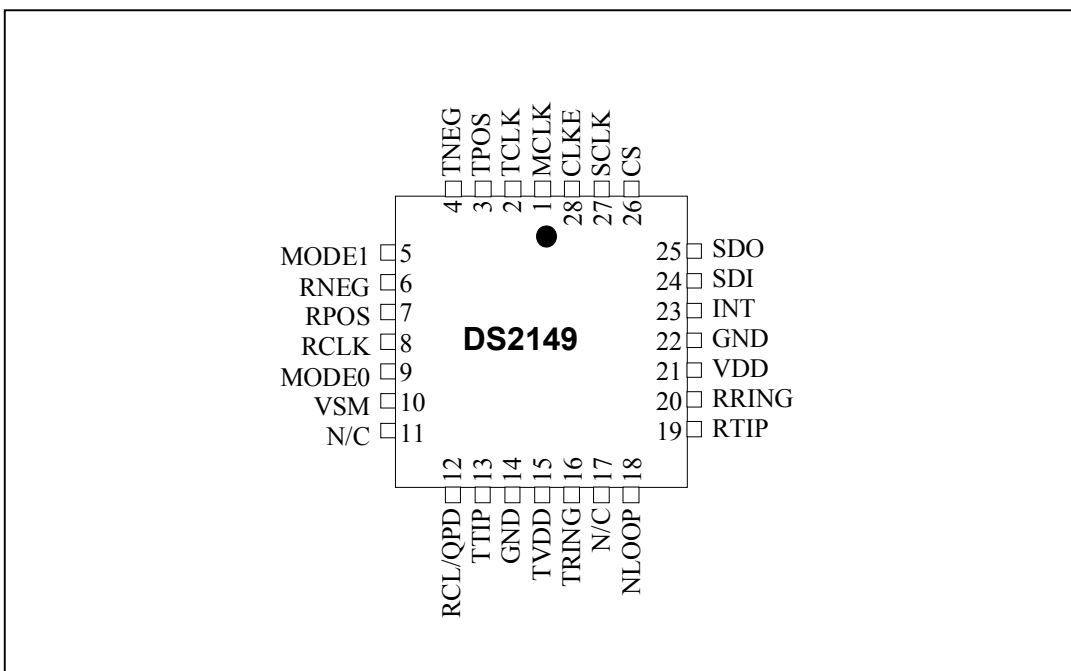 TNEG TPOS TCLK MCLK CLKE SCLK CS
4 3 2 1 28 27 26
MODE1 5
RNEG 6
RPOS 7
RCLK 8
MODE0 9
VSM 10
N/C 11
DS2149
25 SDO
24 SDI
23 INT
22 GND
21 VDD
20 RRING
19 RTIP
12 13 14 15 16 17 18
RCL/QPD TTIP GND TVDD TRING N/C NLOOP